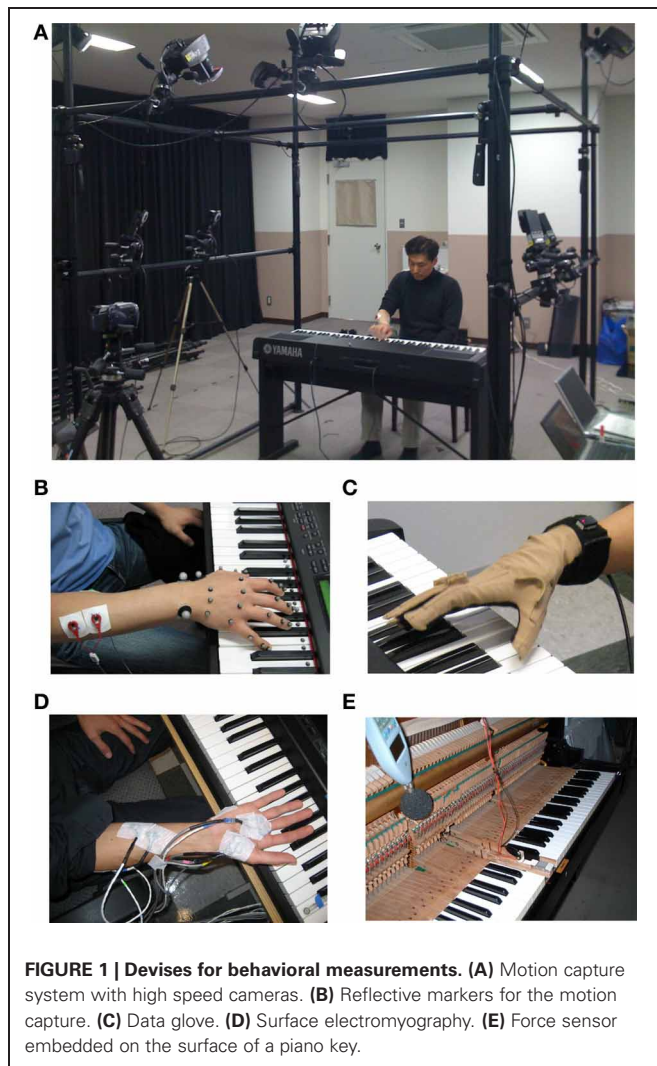 A
YAMAHA
B
C
D
E
FIGURE 1 | Devises for behavioral measurements. (A) Motion capture
system with high speed cameras. (B) Reflective markers for the motion
capture. (C) Data glove. (D) Surface electromyography. (E) Force sensor
embedded on the surface of a piano key.